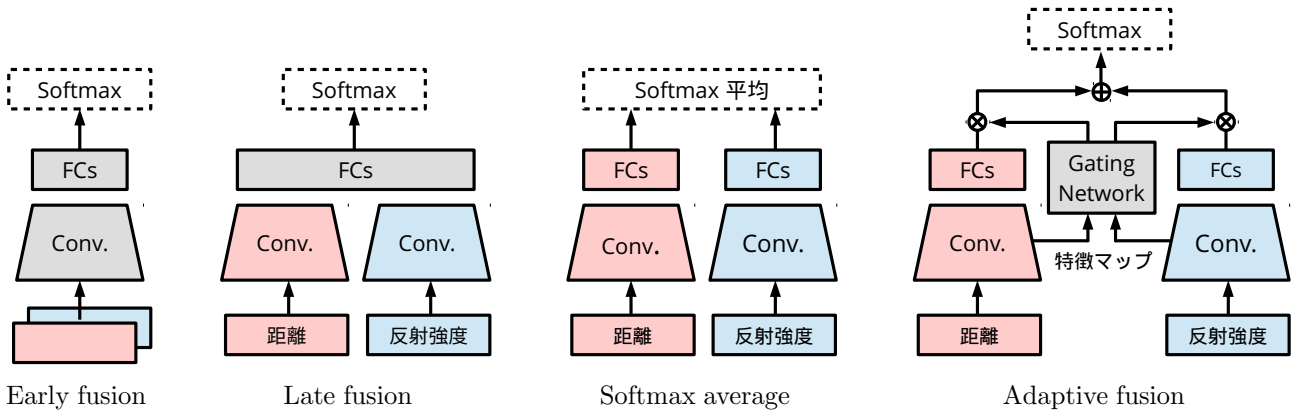 Softmax
FCs
Conv.
Early fusion
Softmax
FCs
Conv.
Conv.
距離
反射強度
Late fusion
Softmax 平均
FCs
FCs
Conv.
Conv.
距離
反射強度
Softmax average
Softmax
FCs
Gating
Network
FCs
Conv.
特徴マップ
Conv.
距離
反射強度
Adaptive fusion